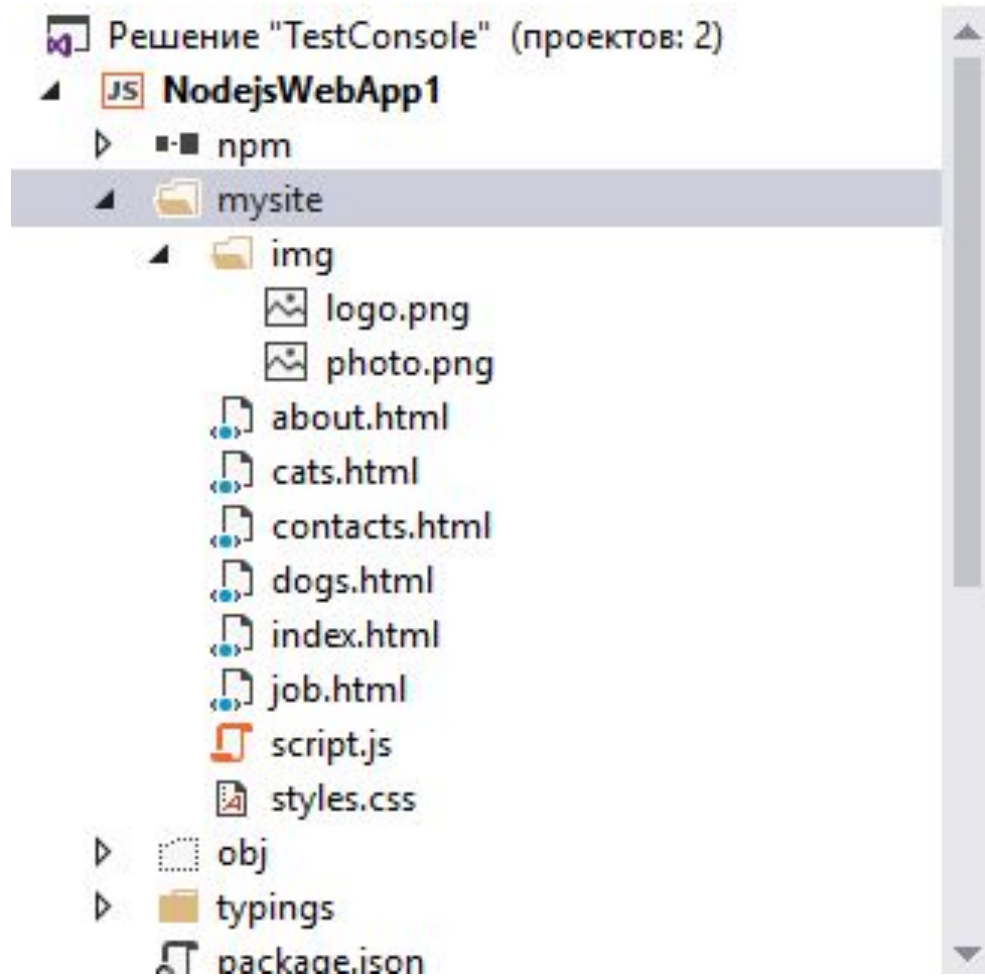 Решение "TestConsole" (проектов: 2)
JS NodejsWebApp1
npm
mysite
img
logo.png
photo.png
about.html
cats.html
contacts.html
dogs.html
index.html
job.html
script.js
styles.css
obj
typings
package.json